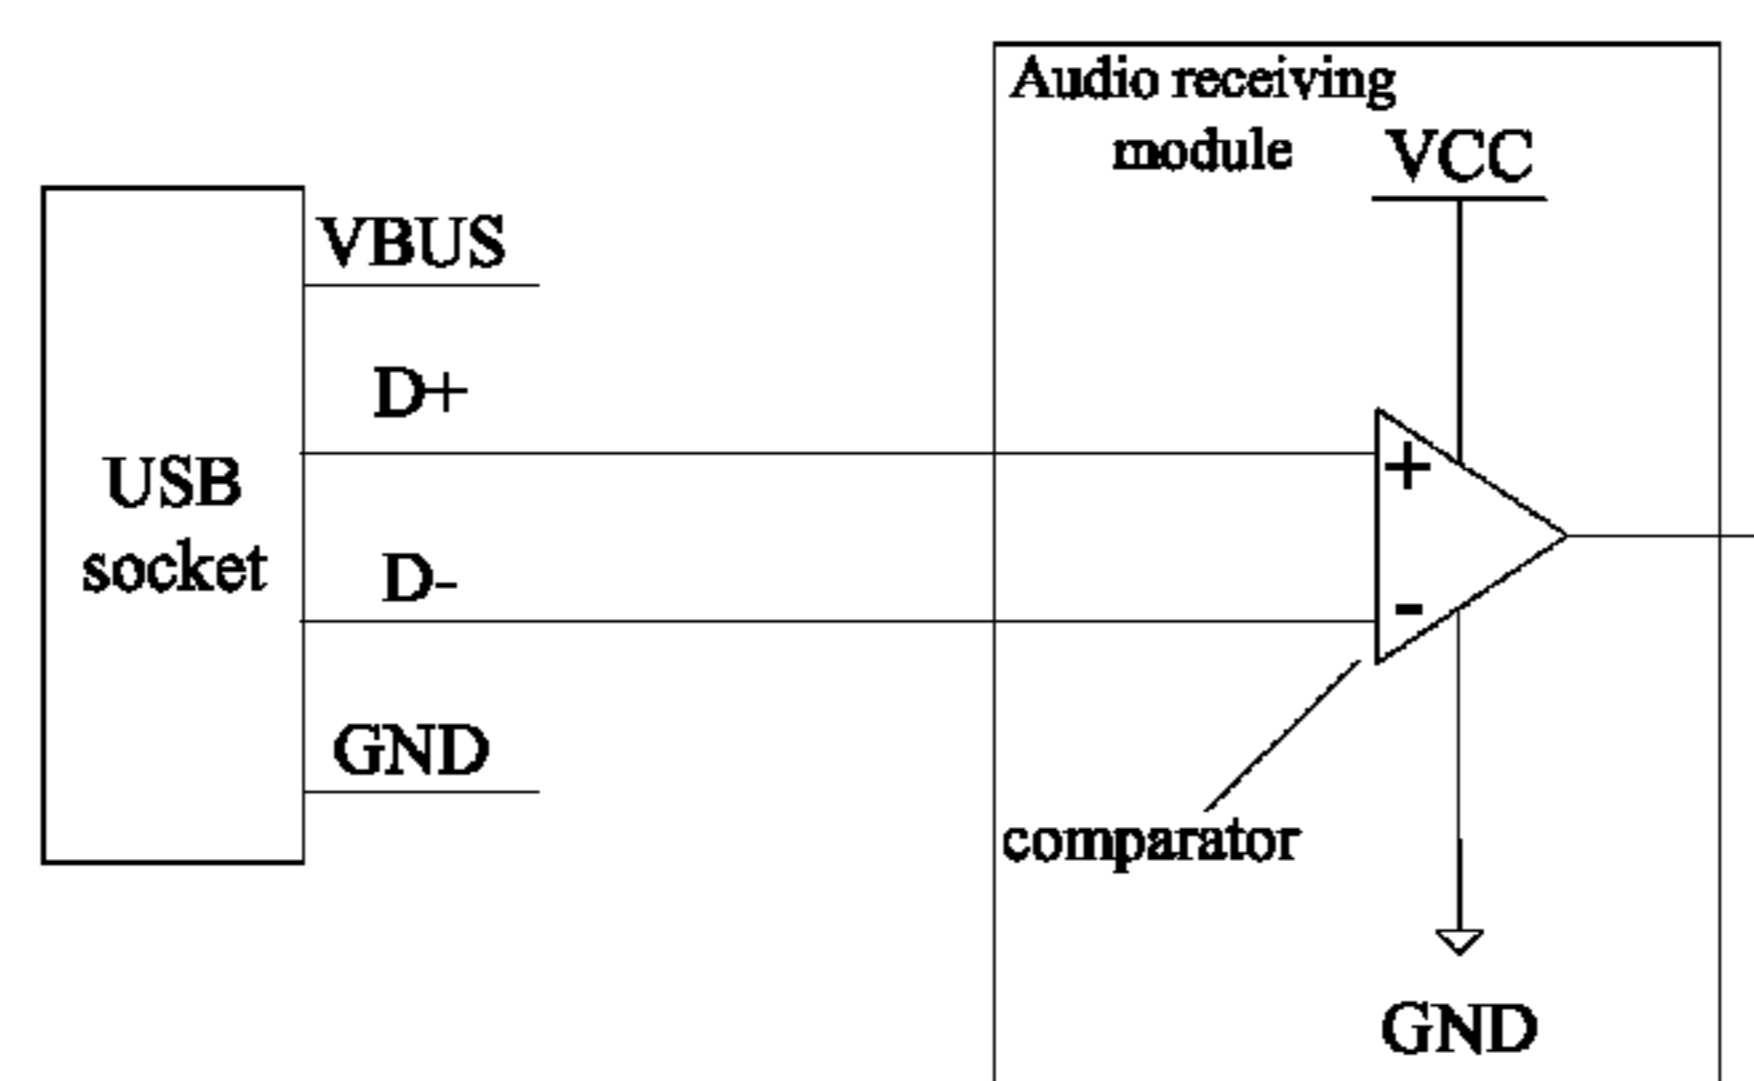 Audio receiving
module
VCC
VBUS
D+
USB
socket
D-
GND
+
-
comparator
GND